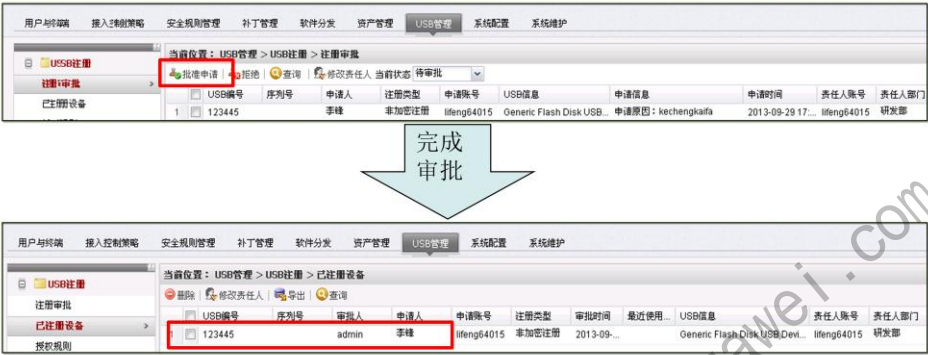 用户与终端 接入控制策略 安全规则管理 补丁管理 软件分发 资产管理 USB管理 系统配置 系统维护
当前位置：USB管理 > USB注册 > 注册审批
USB注册
批准申请 拒绝 查询 修改责任人 当前状态 待审批
注册审批
USB编号 序列号 申请人 注册类型 申请账号 USB信息 申请信息 申请时间 责任人账号 责任人部门
已注册设备
1 123445 李锋 非加密注册 lifeng64015 Generic Flash Disk USB... 申请原因：kechengkaifa 2013-09-29 17:... lifeng64015 研发部
完成
审批
用户与终端 接入控制策略 安全规则管理 补丁管理 软件分发 资产管理 USB管理 系统配置 系统维护
当前位置：USB管理 > USB注册 > 已注册设备
USB注册
删除 修改责任人 导出 查询
注册审批
USB编号 序列号 审批人 申请人 申请账号 注册类型 审批时间 最近使用... USB信息 责任人账号 责任人部门
已注册设备
1 123445 admin 李锋 lifeng64015 非加密注册 2013-09-... Generic Flash Disk USB Devi... lifeng64015 研发部
授权规则
awei.com